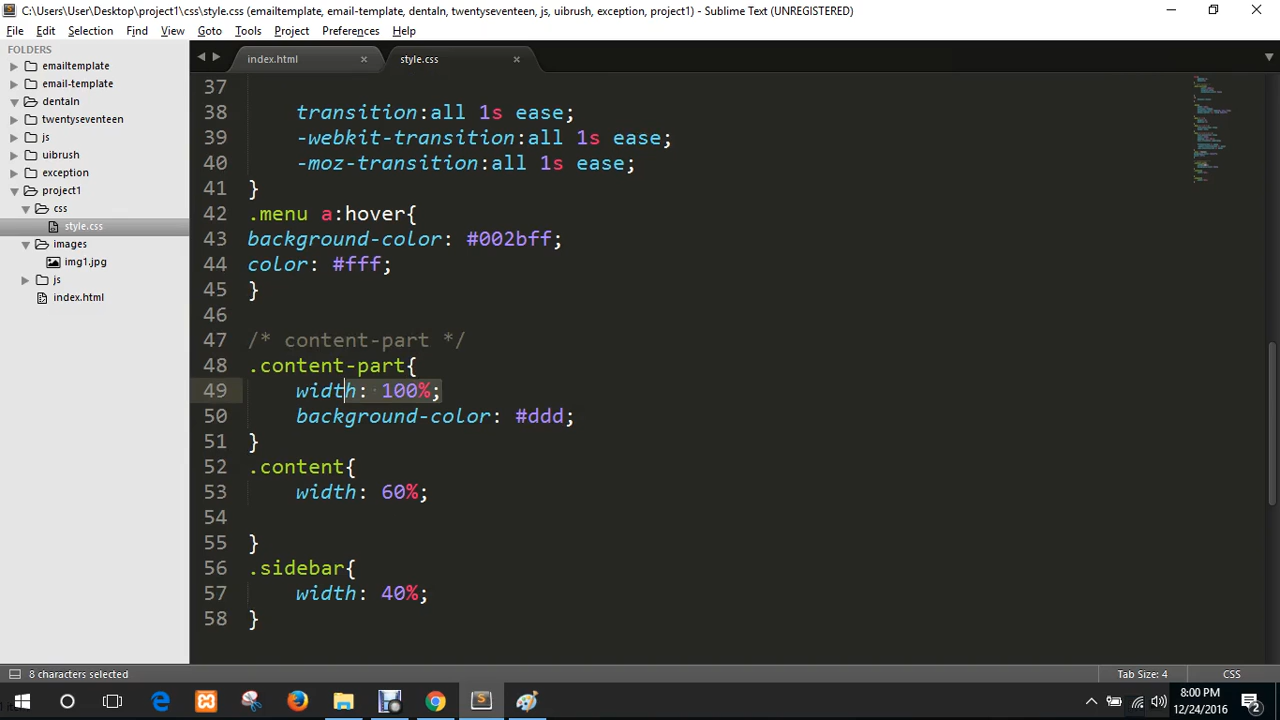 C:\Users\User\Desktop\project1\css\style.css (emailtemplate, email-template, dentaln, twentyseventeen, js, uibrush, exception, project1) - Sublime Text (UNREGISTERED)
File Edit Selection Find View Goto Tools Project Preferences Help
FOLDERS
emailtemplate
email-template
dentaln
twentyseventeen
js
uibrush
exception
project1
css
style.css
images
img1.jpg
js
index.html
index.html
style.css
37
38 transition:all 1s ease;
39 -webkit-transition:all 1s ease;
40 -moz-transition:all 1s ease;
41 }
42 .menu a:hover{
43 background-color: #002bff;
44 color: #fff;
45 }
46
47 /* content-part */
48 .content-part{
49 width: 100%;
50 background-color: #ddd;
51 }
52 .content{
53 width: 60%;
54
55 }
56 .sidebar{
57 width: 40%;
58 }
8 characters selected
Tab Size: 4
CSS
8:00 PM
12/24/2016
2